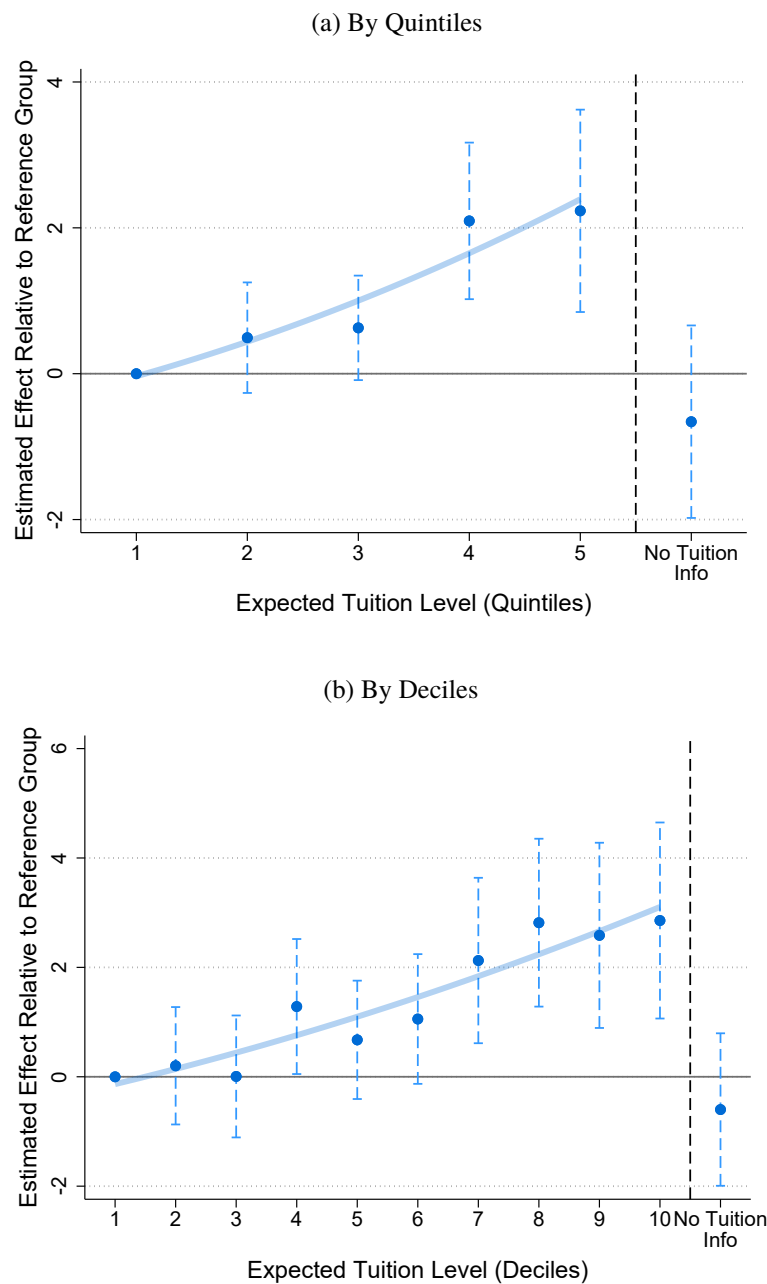 (a) By Quintiles
Estimated Effect Relative to Reference Group
4
2
0
-2
1 2 3 4 5 No Tuition
Info
Expected Tuition Level (Quintiles)
(b) By Deciles
Estimated Effect Relative to Reference Group
6
4
2
0
-2
1 2 3 4 5 6 7 8 9 10 No Tuition
Info
Expected Tuition Level (Deciles)